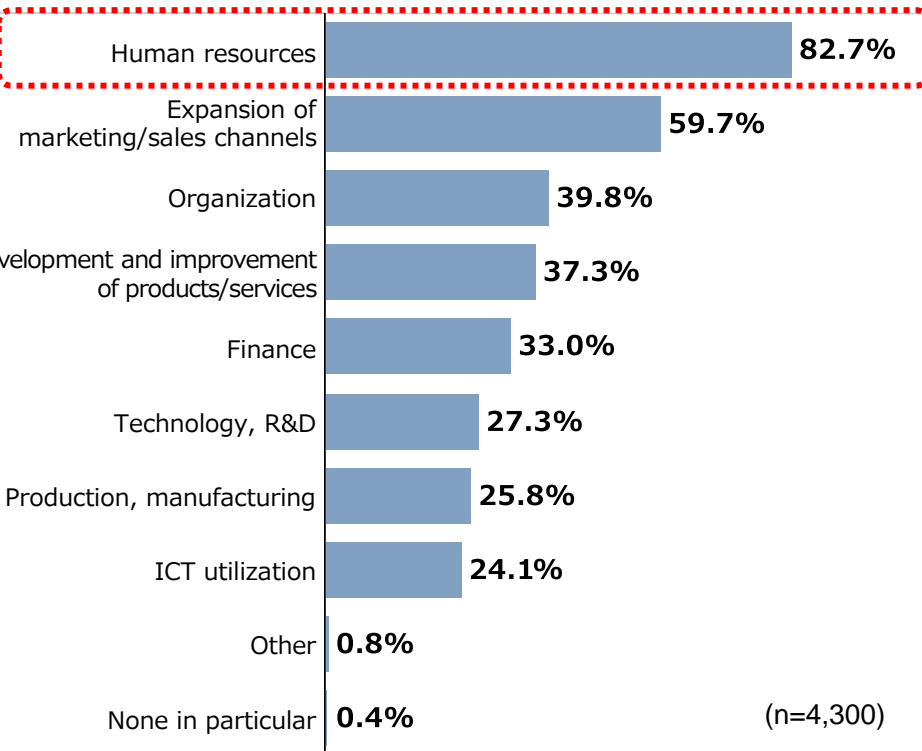 Human resources 82.7%
Expansion of
marketing/sales channels 59.7%
Organization 39.8%
velopment and improvement
of products/services 37.3%
Finance 33.0%
Technology, R&D 27.3%
Production, manufacturing 25.8%
ICT utilization 24.1%
Other 0.8%
None in particular 0.4%
(n=4,300)